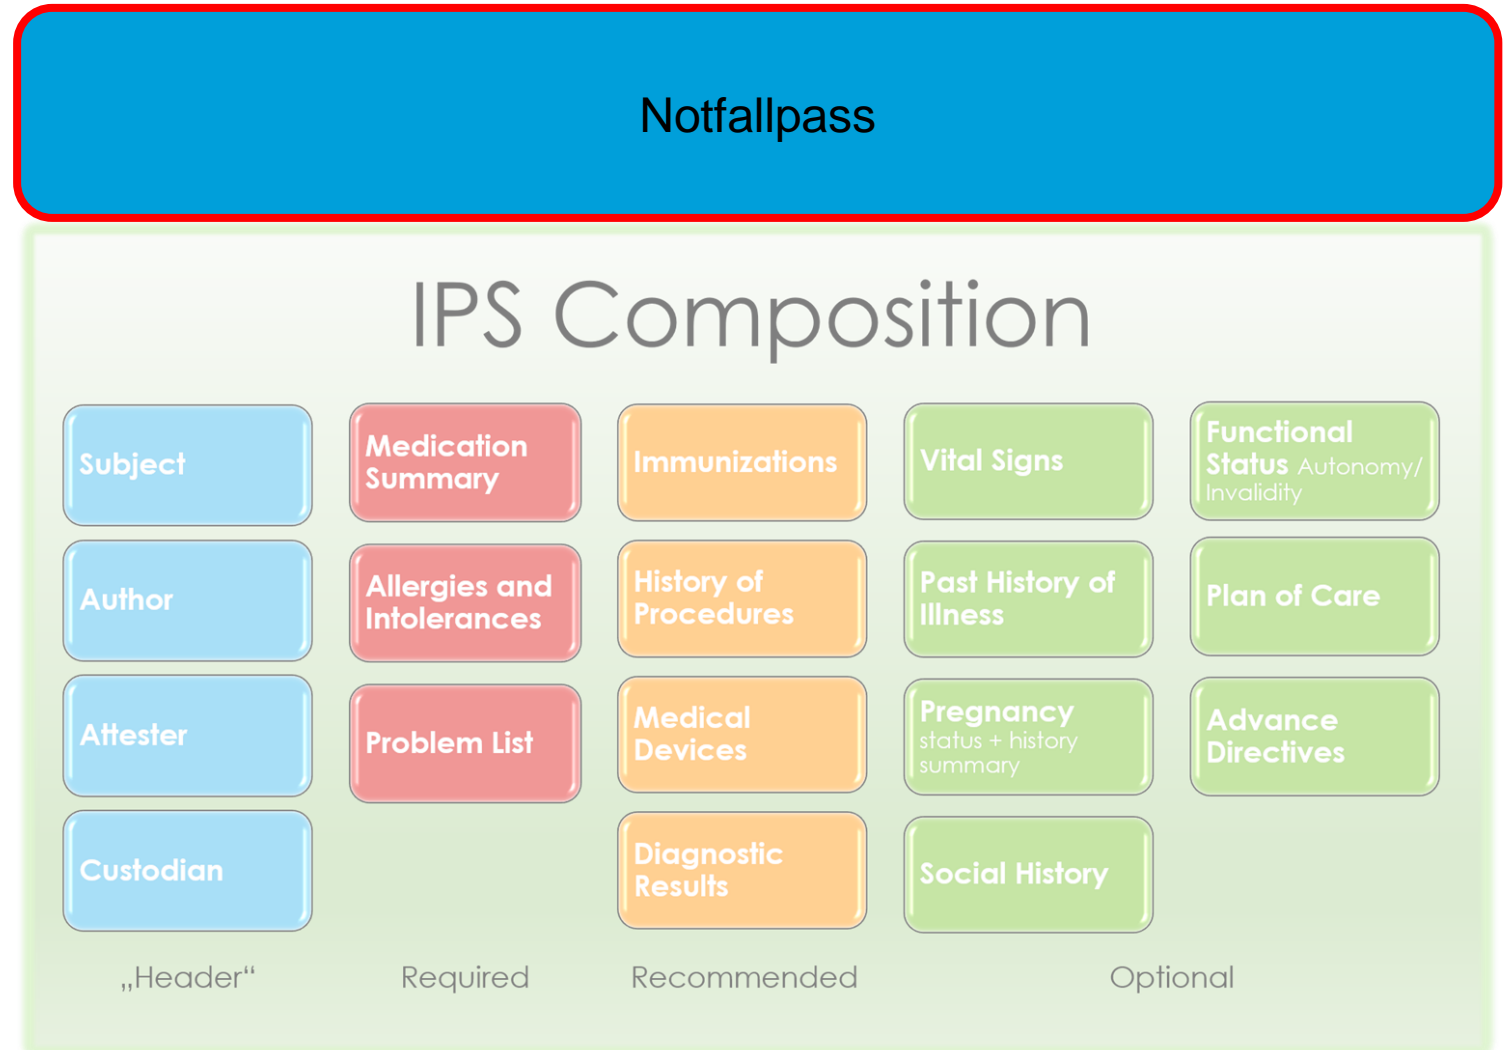 Notfallpass
IPS Composition
Subject
Author
Attester
Custodian
„Header“
Medication
Summary
Allergies and
Intolerances
Problem List
Required
Immunizations
History of
Procedures
Medical
Devices
Diagnostic
Results
Recommended
Vital Signs
Past History of
Illness
Pregnancy
status + history
summary
Social History
Functional
Status Autonomy/
Invalidity
Plan of Care
Advance
Directives
Optional